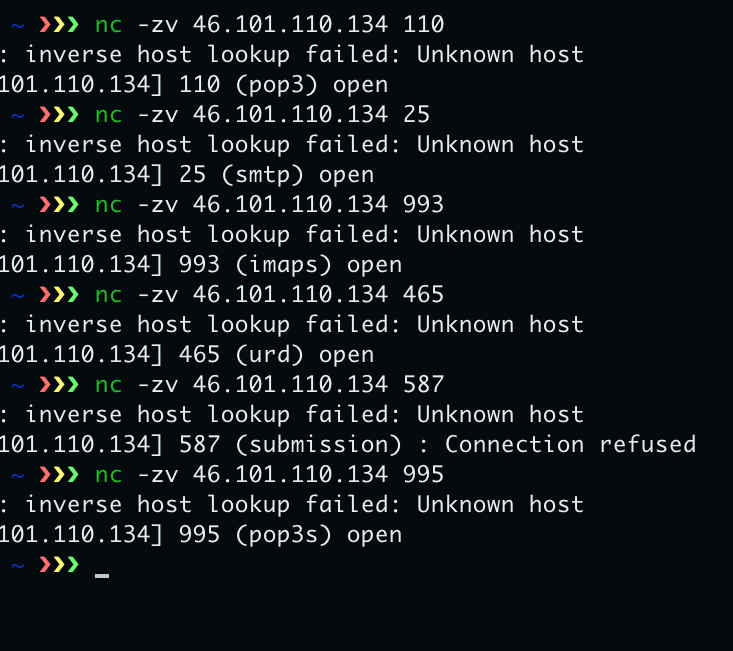 ~ ❯❯❯ nc -zv 46.101.110.134 110
: inverse host lookup failed: Unknown host
101.110.134] 110 (pop3) open
~ ❯❯❯ nc -zv 46.101.110.134 25
: inverse host lookup failed: Unknown host
101.110.134] 25 (smtp) open
~ ❯❯❯ nc -zv 46.101.110.134 993
: inverse host lookup failed: Unknown host
101.110.134] 993 (imaps) open
~ ❯❯❯ nc -zv 46.101.110.134 465
: inverse host lookup failed: Unknown host
101.110.134] 465 (urd) open
~ ❯❯❯ nc -zv 46.101.110.134 587
: inverse host lookup failed: Unknown host
101.110.134] 587 (submission) : Connection refused
~ ❯❯❯ nc -zv 46.101.110.134 995
: inverse host lookup failed: Unknown host
101.110.134] 995 (pop3s) open
~ ❯❯❯